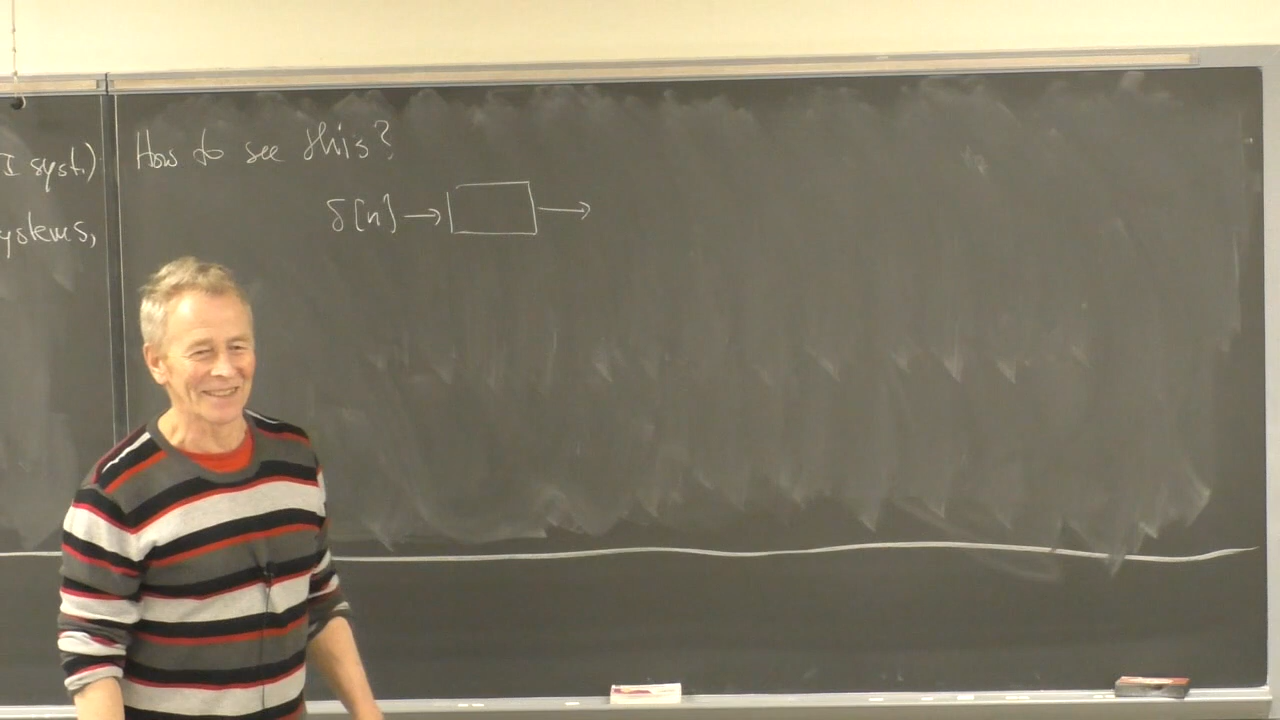 I syst.)
ystems,
How to see this?
δ[n] → →